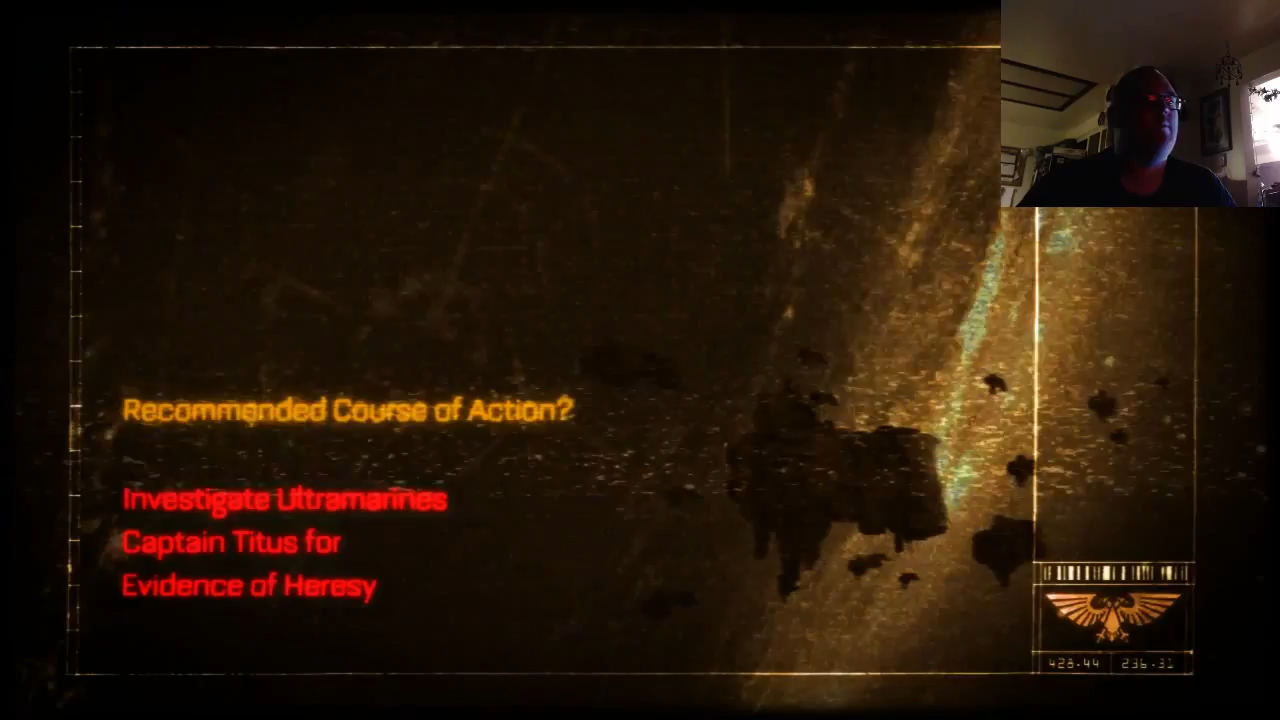 Recommended Course of Action?
Investigate Ultramarines
Captain Titus for
Evidence of Heresy
428.44 236.31